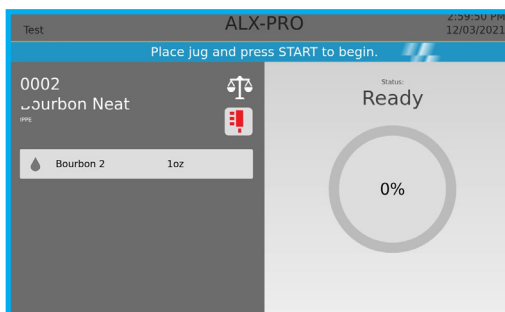 Test
ALX-PRO
2:59:50 PM
12/03/2021
Place jug and press START to begin.
0002
Bourbon Neat
IPPE
Status:
Ready
Bourbon 2 1oz
0%